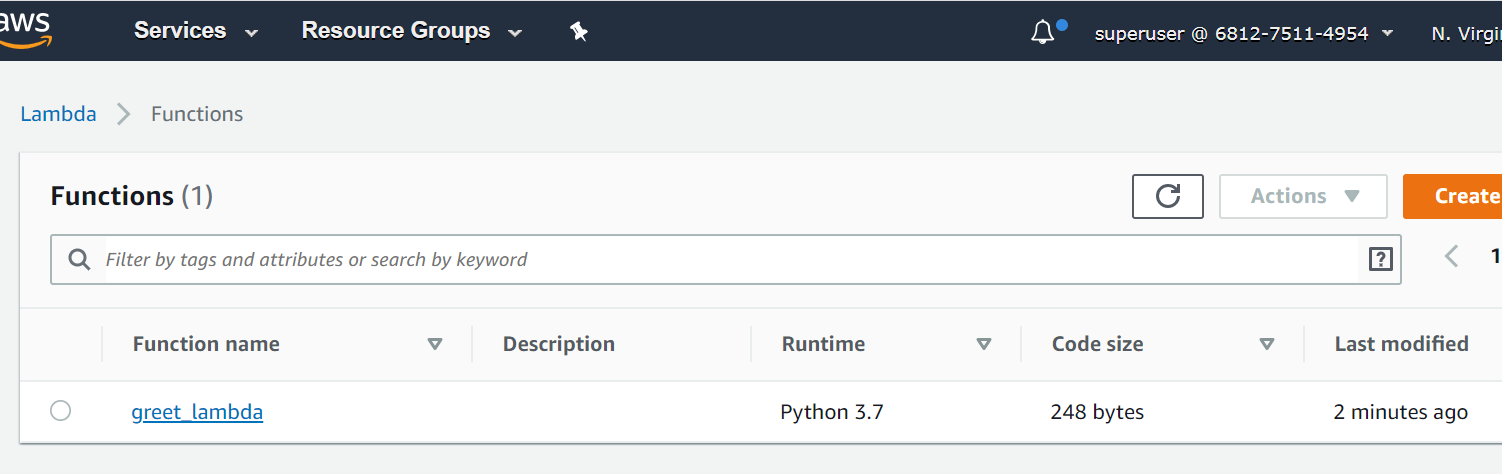 aws Services Resource Groups superuser @ 6812-7511-4954 N. Virgi
Lambda Functions
Functions (1) Actions Create
Filter by tags and attributes or search by keyword ? 1
Function name Description Runtime Code size Last modified
greet_lambda Python 3.7 248 bytes 2 minutes ago